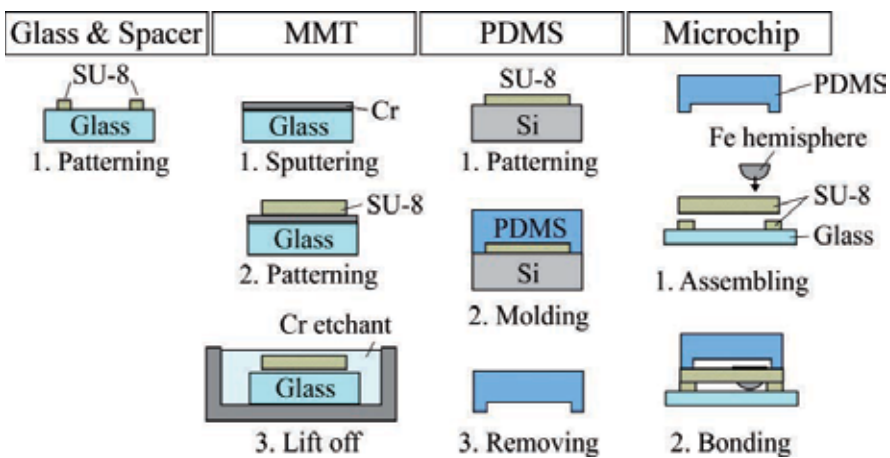 Glass & Spacer
SU-8
Glass
1. Patterning
MMT
Cr
Glass
1. Sputtering
SU-8
Glass
2. Patterning
Cr etchant
Glass
3. Lift off
PDMS
SU-8
Si
1. Patterning
PDMS
Si
2. Molding
3. Removing
Microchip
PDMS
Fe hemisphere
SU-8
Glass
1. Assembling
2. Bonding